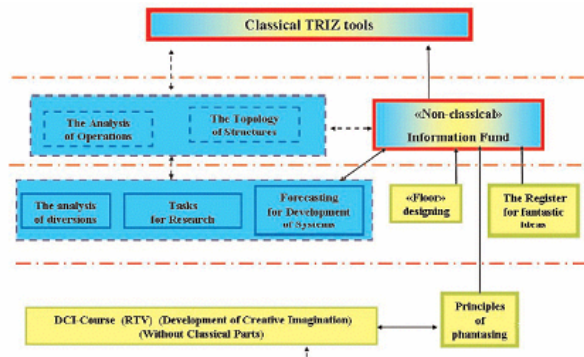 Classical TRIZ tools
The Analysis
of Operations
The Topology
of Structures
«Non-classical»
Information Fund
The analysis
of diversions
Tasks
for Research
Forecasting
for Development
of Systems
«Floor»
designing
The Register
for fantastic
Ideas
DCI-Course (RTV) (Development of Creative Imagination)
(Without Classical Parts)
Principles
of
phantasing